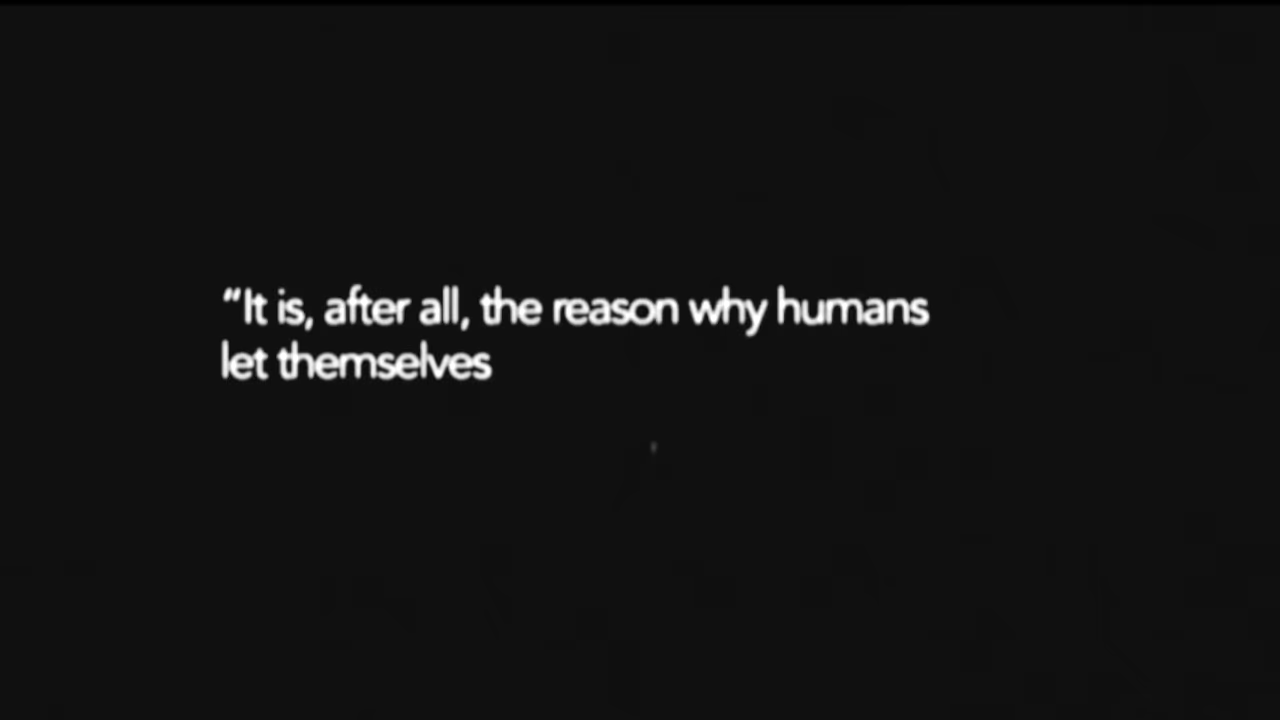 “It is, after all, the reason why humans
let themselves